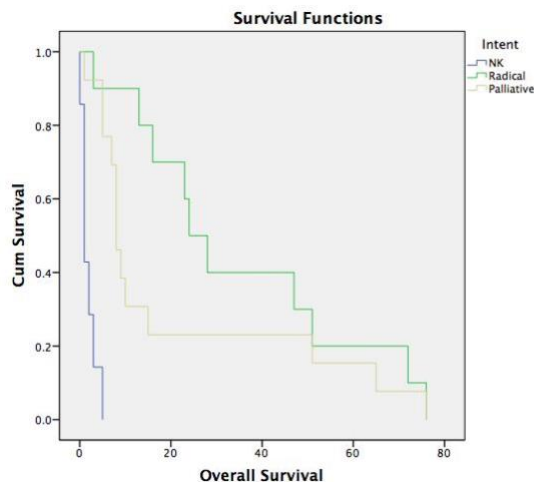 Survival Functions
Intent
NK
Radical
Palliative
Cum Survival
1.0
0.8
0.6
0.4
0.2
0.0
0 20 40 60 80
Overall Survival